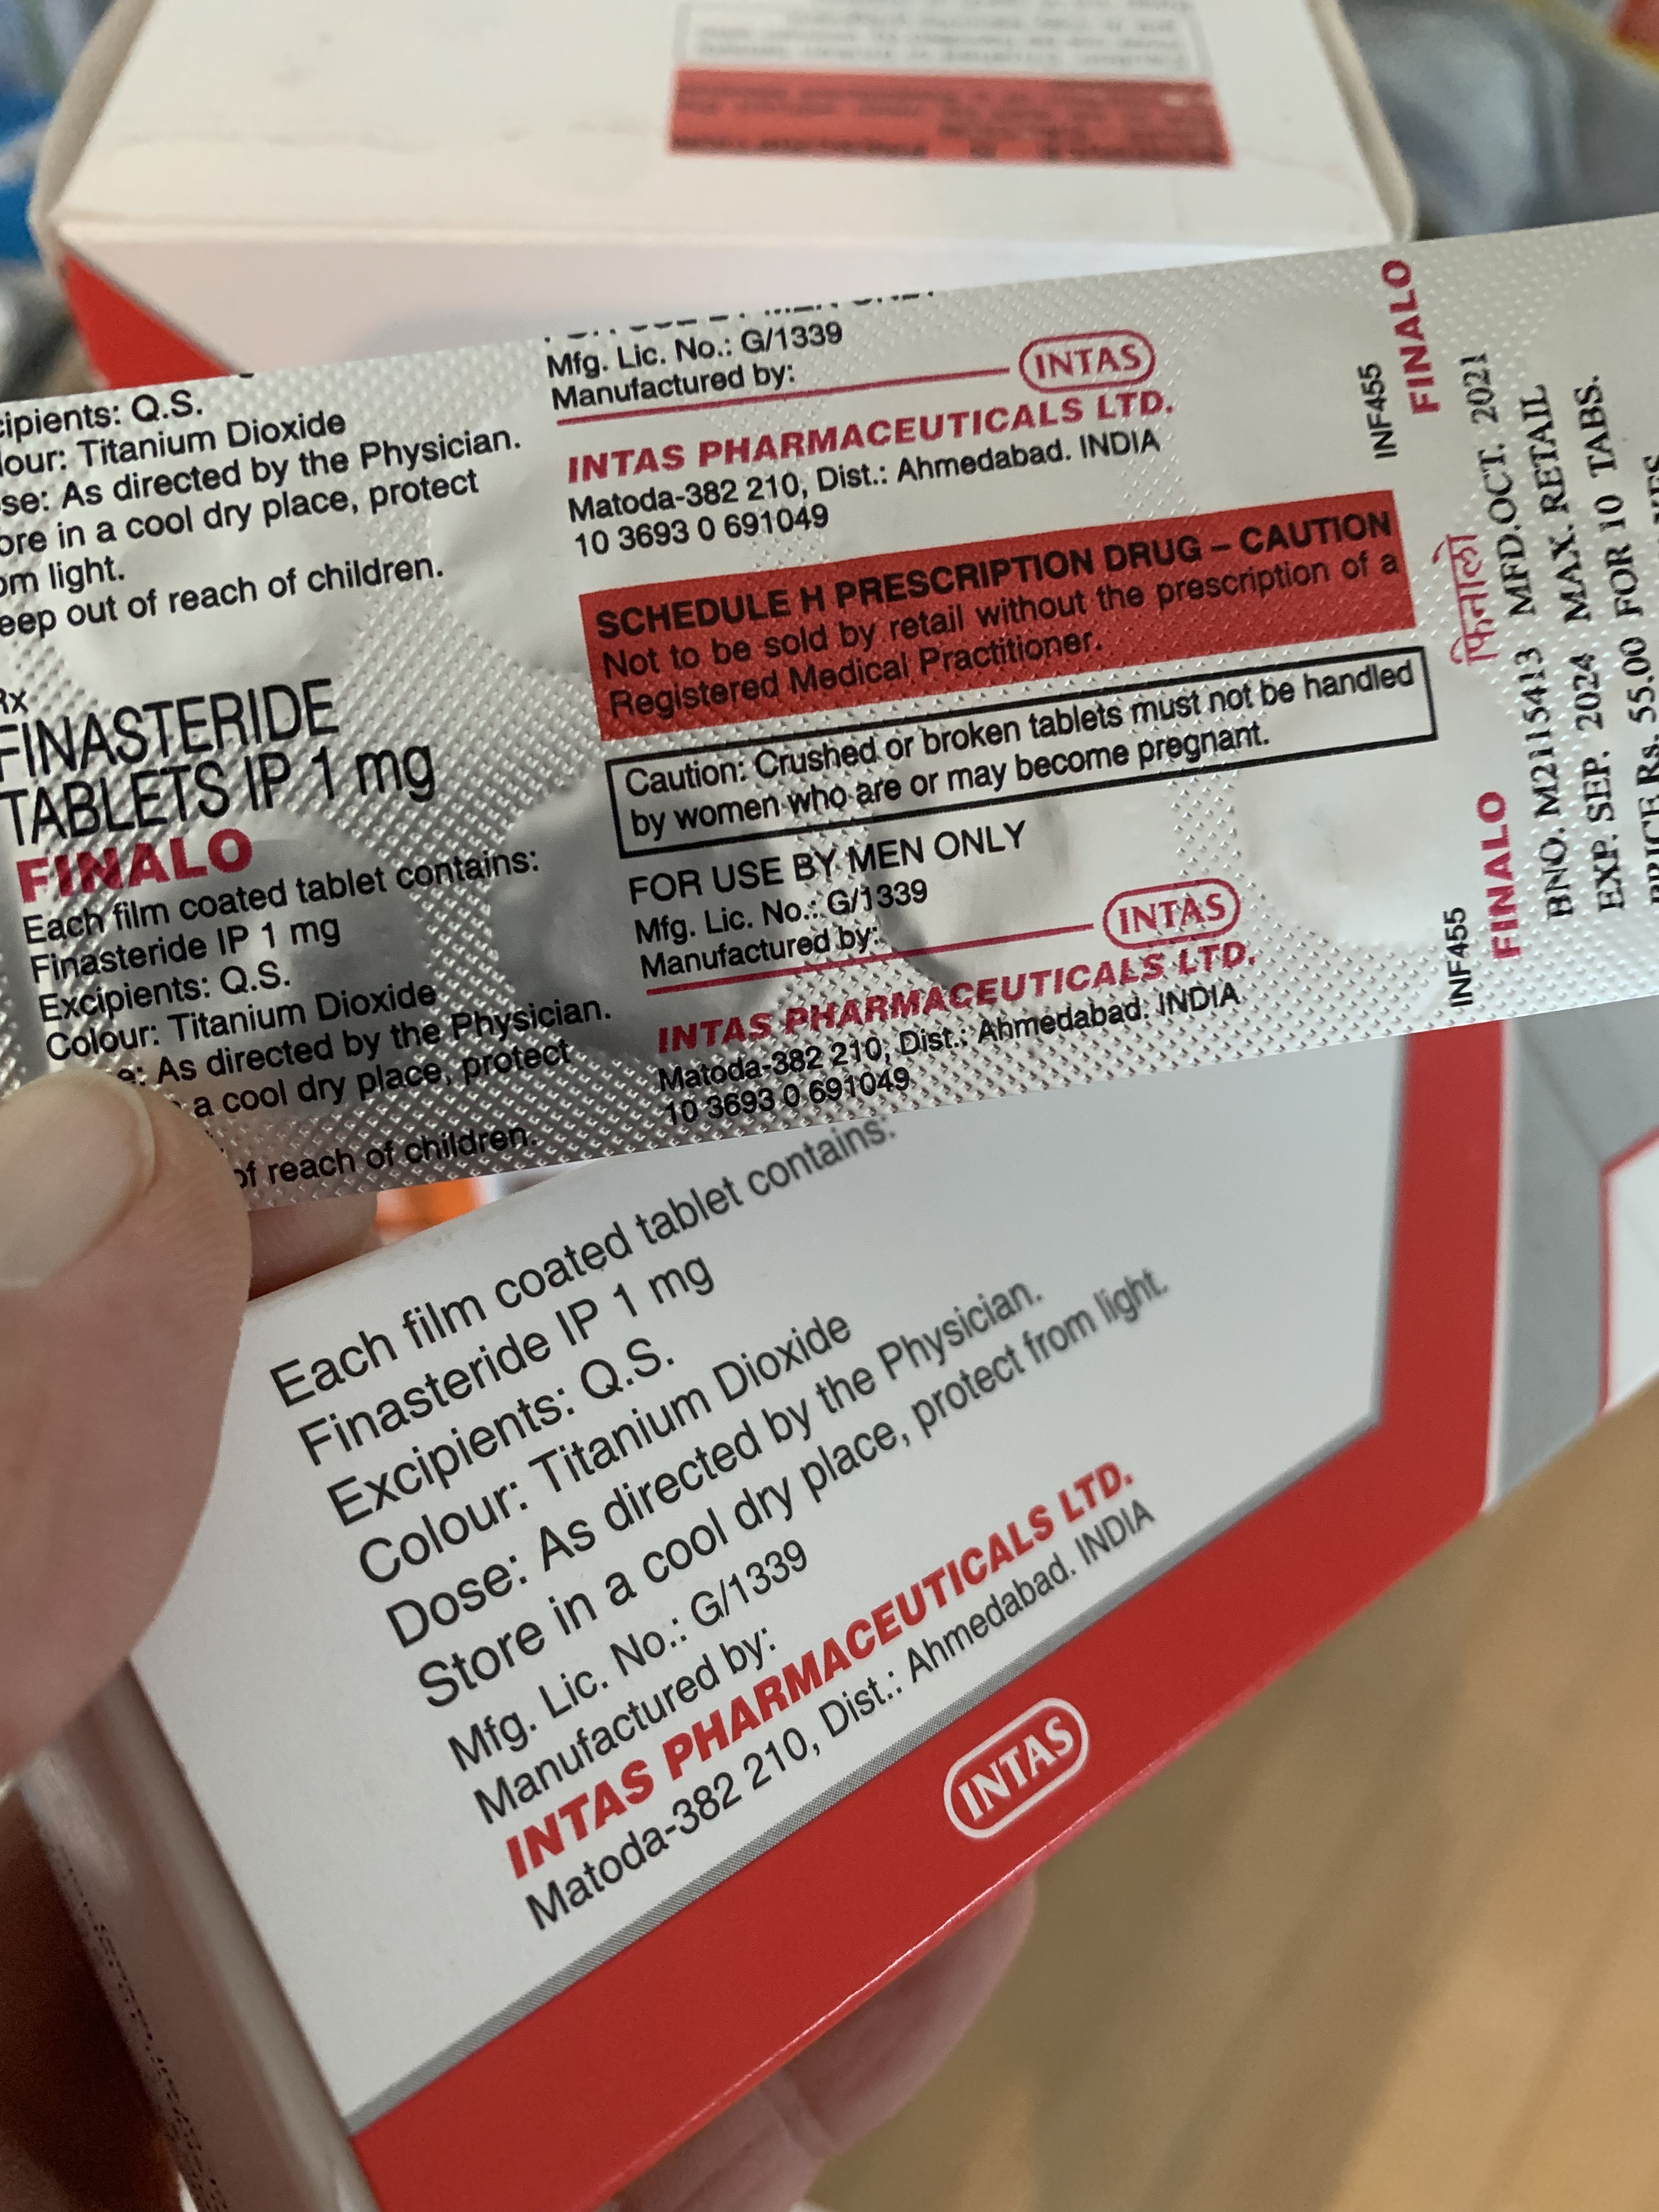 cipients: Q.S.
lour: Titanium Dioxide
se: As directed by the Physician.
ore in a cool dry place, protect
om light.
eep out of reach of children.
Rx
FINASTERIDE
TABLETS IP 1 mg
FINALO
Each film coated tablet contains:
Finasteride IP 1 mg
Excipients: Q.S.
Colour: Titanium Dioxide
e: As directed by the Physician.
a cool dry place, protect
of reach of children.
Mfg. Lic. No.: G/1339
Manufactured by:
INTAS
INTAS PHARMACEUTICALS LTD.
Matoda-382 210, Dist.: Ahmedabad. INDIA
10 3693 0 691049
SCHEDULE H PRESCRIPTION DRUG – CAUTION
Not to be sold by retail without the prescription of a
Registered Medical Practitioner.
Caution: Crushed or broken tablets must not be handled
by women who are or may become pregnant.
FOR USE BY MEN ONLY
Mfg. Lic. No.: G/1339
Manufactured by:
INTAS
INTAS PHARMACEUTICALS LTD.
Matoda-382 210, Dist.: Ahmedabad. INDIA
10 3693 0 691049
INF455
FINALO
INF455
FINALO
फिनालो
BNO. M2115413 MFD.OCT. 2021
EXP. SEP. 2024 MAX. RETAIL
PRICE Rs. 55.00 FOR 10 TABS.
Each film coated tablet contains:
Finasteride IP 1 mg
Excipients: Q.S.
Colour: Titanium Dioxide
Dose: As directed by the Physician.
Store in a cool dry place, protect from light.
Mfg. Lic. No.: G/1339
Manufactured by:
INTAS PHARMACEUTICALS LTD.
Matoda-382 210, Dist.: Ahmedabad. INDIA
INTAS